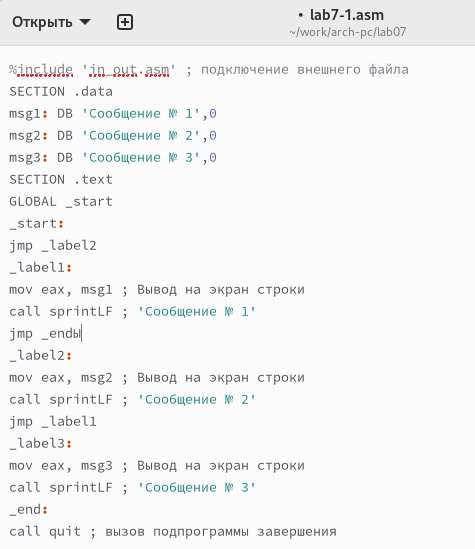 Открыть
• lab7-1.asm
~/work/arch-pc/lab07
%include 'in_out.asm' ; подключение внешнего файла
SECTION .data
msg1: DB 'Сообщение № 1',0
msg2: DB 'Сообщение № 2',0
msg3: DB 'Сообщение № 3',0
SECTION .text
GLOBAL _start
_start:
jmp _label2
_label1:
mov eax, msg1 ; Вывод на экран строки
call sprintLF ; 'Сообщение № 1'
jmp _endЫ
_label2:
mov eax, msg2 ; Вывод на экран строки
call sprintLF ; 'Сообщение № 2'
jmp _label1
_label3:
mov eax, msg3 ; Вывод на экран строки
call sprintLF ; 'Сообщение № 3'
_end:
call quit ; вызов подпрограммы завершения